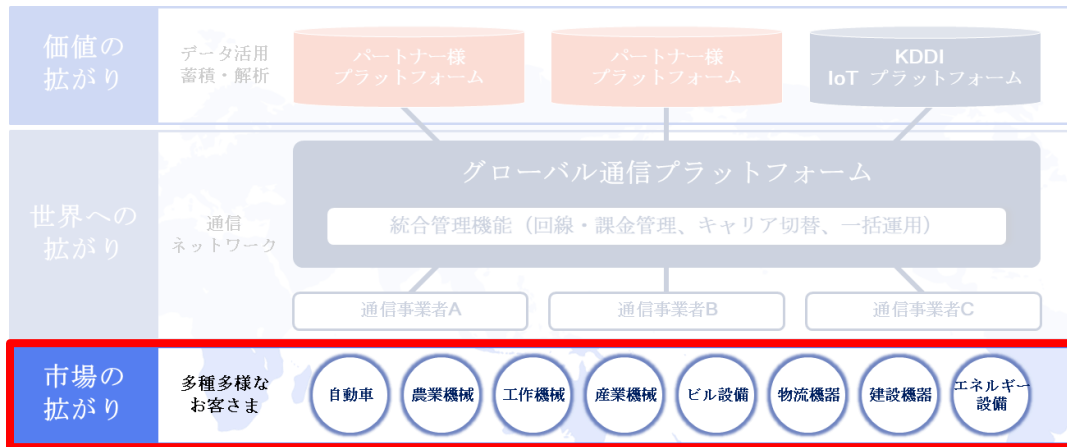 価値の
拡がり
データ活用
蓄積・解析
パートナー様
プラットフォーム
パートナー様
プラットフォーム
KDDI
IoT プラットフォーム
世界への
拡がり
通信
ネットワーク
グローバル通信プラットフォーム
統合管理機能（回線・課金管理、キャリア切替、一括運用）
通信事業者A
通信事業者B
通信事業者C
市場の
拡がり
多種多様な
お客さま
自動車
農業機械
工作機械
産業機械
ビル設備
物流機器
建設機器
エネルギー
設備